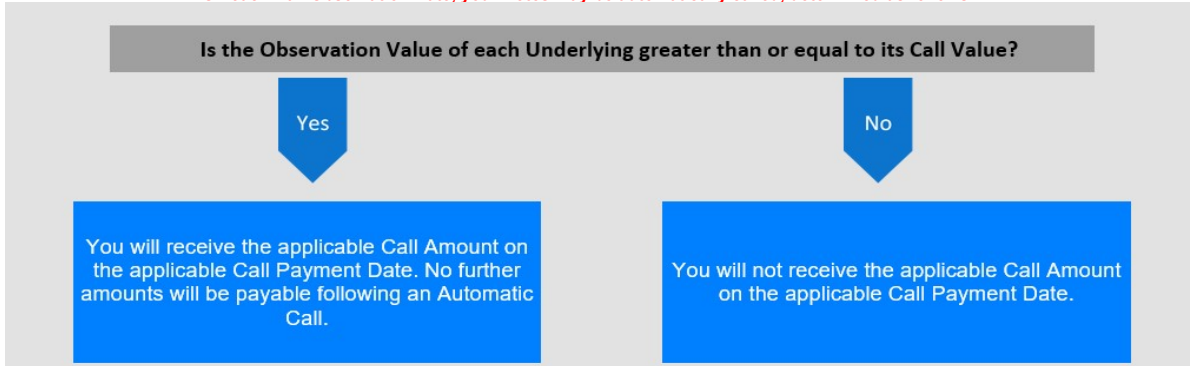 Is the Observation Value of each Underlying greater than or equal to its Call Value?
Yes
No
You will receive the applicable Call Amount on
the applicable Call Payment Date. No further
amounts will be payable following an Automatic
Call.
You will not receive the applicable Call Amount
on the applicable Call Payment Date.